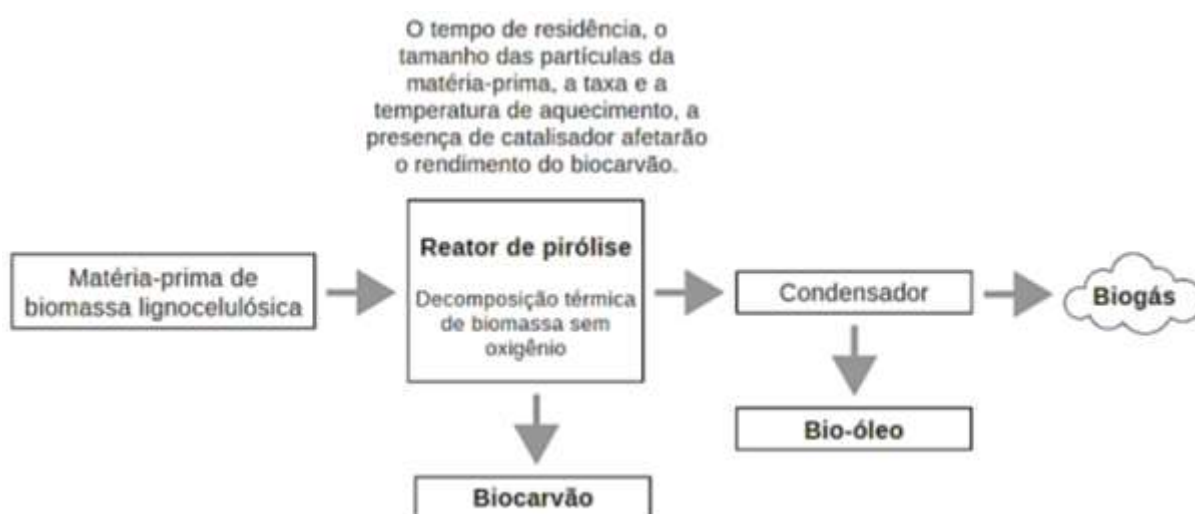 O tempo de residência, o
tamanho das partículas da
matéria-prima, a taxa e a
temperatura de aquecimento, a
presença de catalisador afetarão
o rendimento do biocarvão.
Matéria-prima de
biomassa lignocelulósica
Reator de pirólise
Decomposição térmica
de biomassa sem
oxigênio
Condensador
Biogás
Bio-óleo
Biocarvão